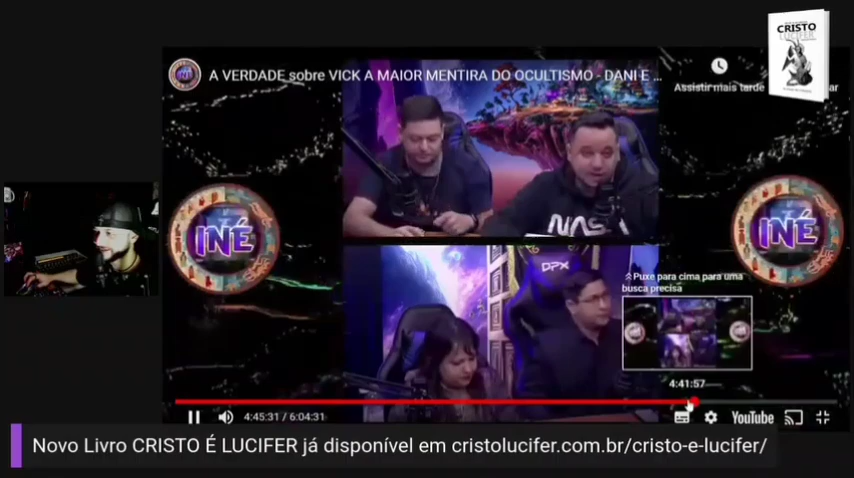 CRISTO
LUCIFER
A VERDADE sobre VICK A MAIOR MENTIRA DO OCULTISMO - DANI E ...
Assistir mais tarde
ar
INÉ
INÉ
NASA
DPX
Puxe para cima para uma
busca precisa
4:41:57
4:45:31 / 6:04:31
YouTube
Novo Livro CRISTO É LUCIFER já disponível em cristolucifer.com.br/cristo-e-lucifer/